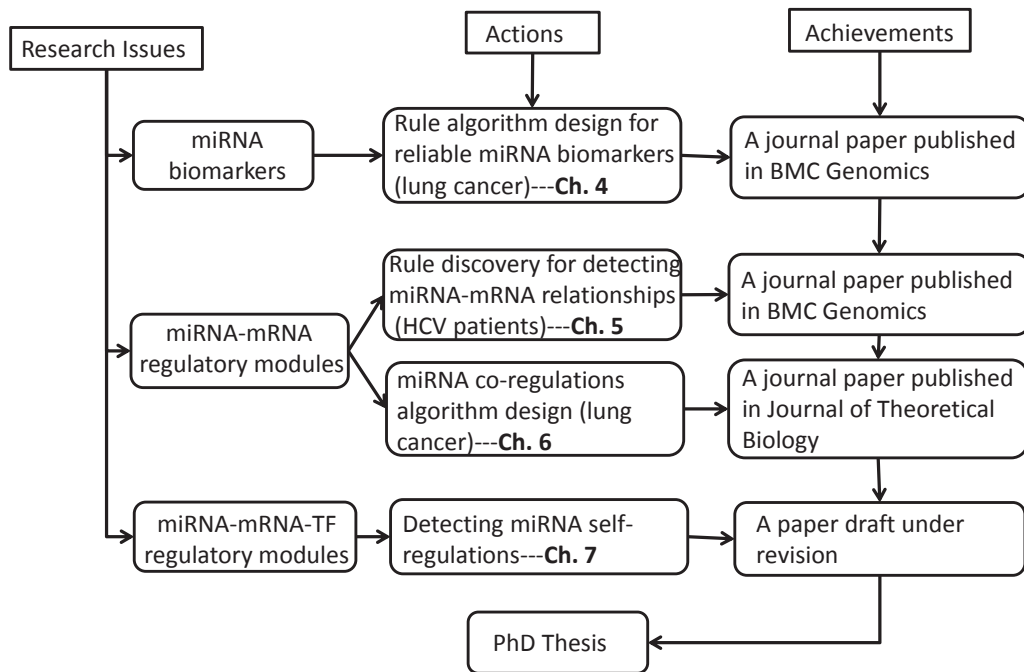 Research Issues
Actions
Achievements
miRNA
biomarkers
Rule algorithm design for
reliable miRNA biomarkers
(lung cancer)---Ch. 4
A journal paper published
in BMC Genomics
miRNA-mRNA
regulatory modules
Rule discovery for detecting
miRNA-mRNA relationships
(HCV patients)---Ch. 5
A journal paper published
in BMC Genomics
miRNA co-regulations
algorithm design (lung
cancer)---Ch. 6
A journal paper published
in Journal of Theoretical
Biology
miRNA-mRNA-TF
regulatory modules
Detecting miRNA self-
regulations---Ch. 7
A paper draft under
revision
PhD Thesis